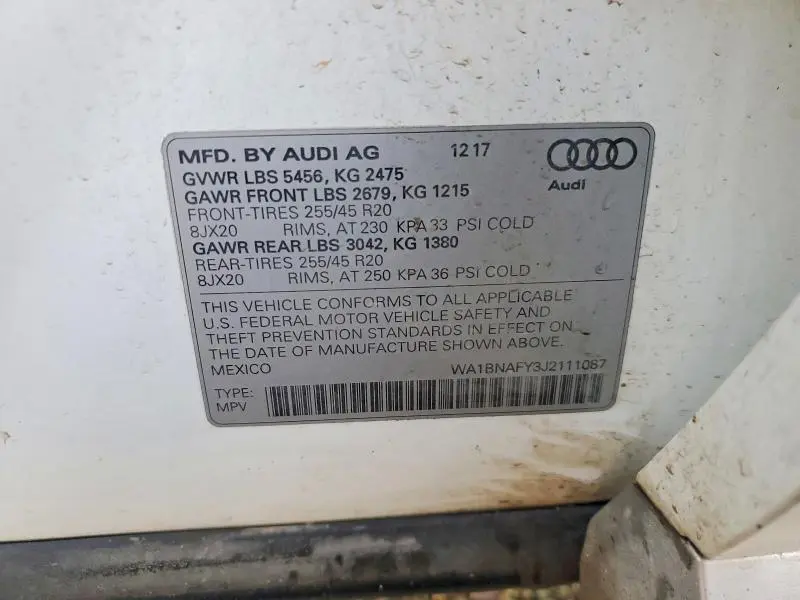 MFD. BY AUDI AG 12 17
GVWR LBS 5456, KG 2475
GAWR FRONT LBS 2679, KG 1215
FRONT-TIRES 255/45 R20
8JX20 RIMS, AT 230 KPA 33 PSI COLD
GAWR REAR LBS 3042, KG 1380
REAR-TIRES 255/45 R20
8JX20 RIMS, AT 250 KPA 36 PSI COLD
Audi
THIS VEHICLE CONFORMS TO ALL APPLICABLE
U.S. FEDERAL MOTOR VEHICLE SAFETY AND
THEFT PREVENTION STANDARDS IN EFFECT ON
THE DATE OF MANUFACTURE SHOWN ABOVE.
MEXICO WA1BNAFY3J2111087
TYPE:
MPV